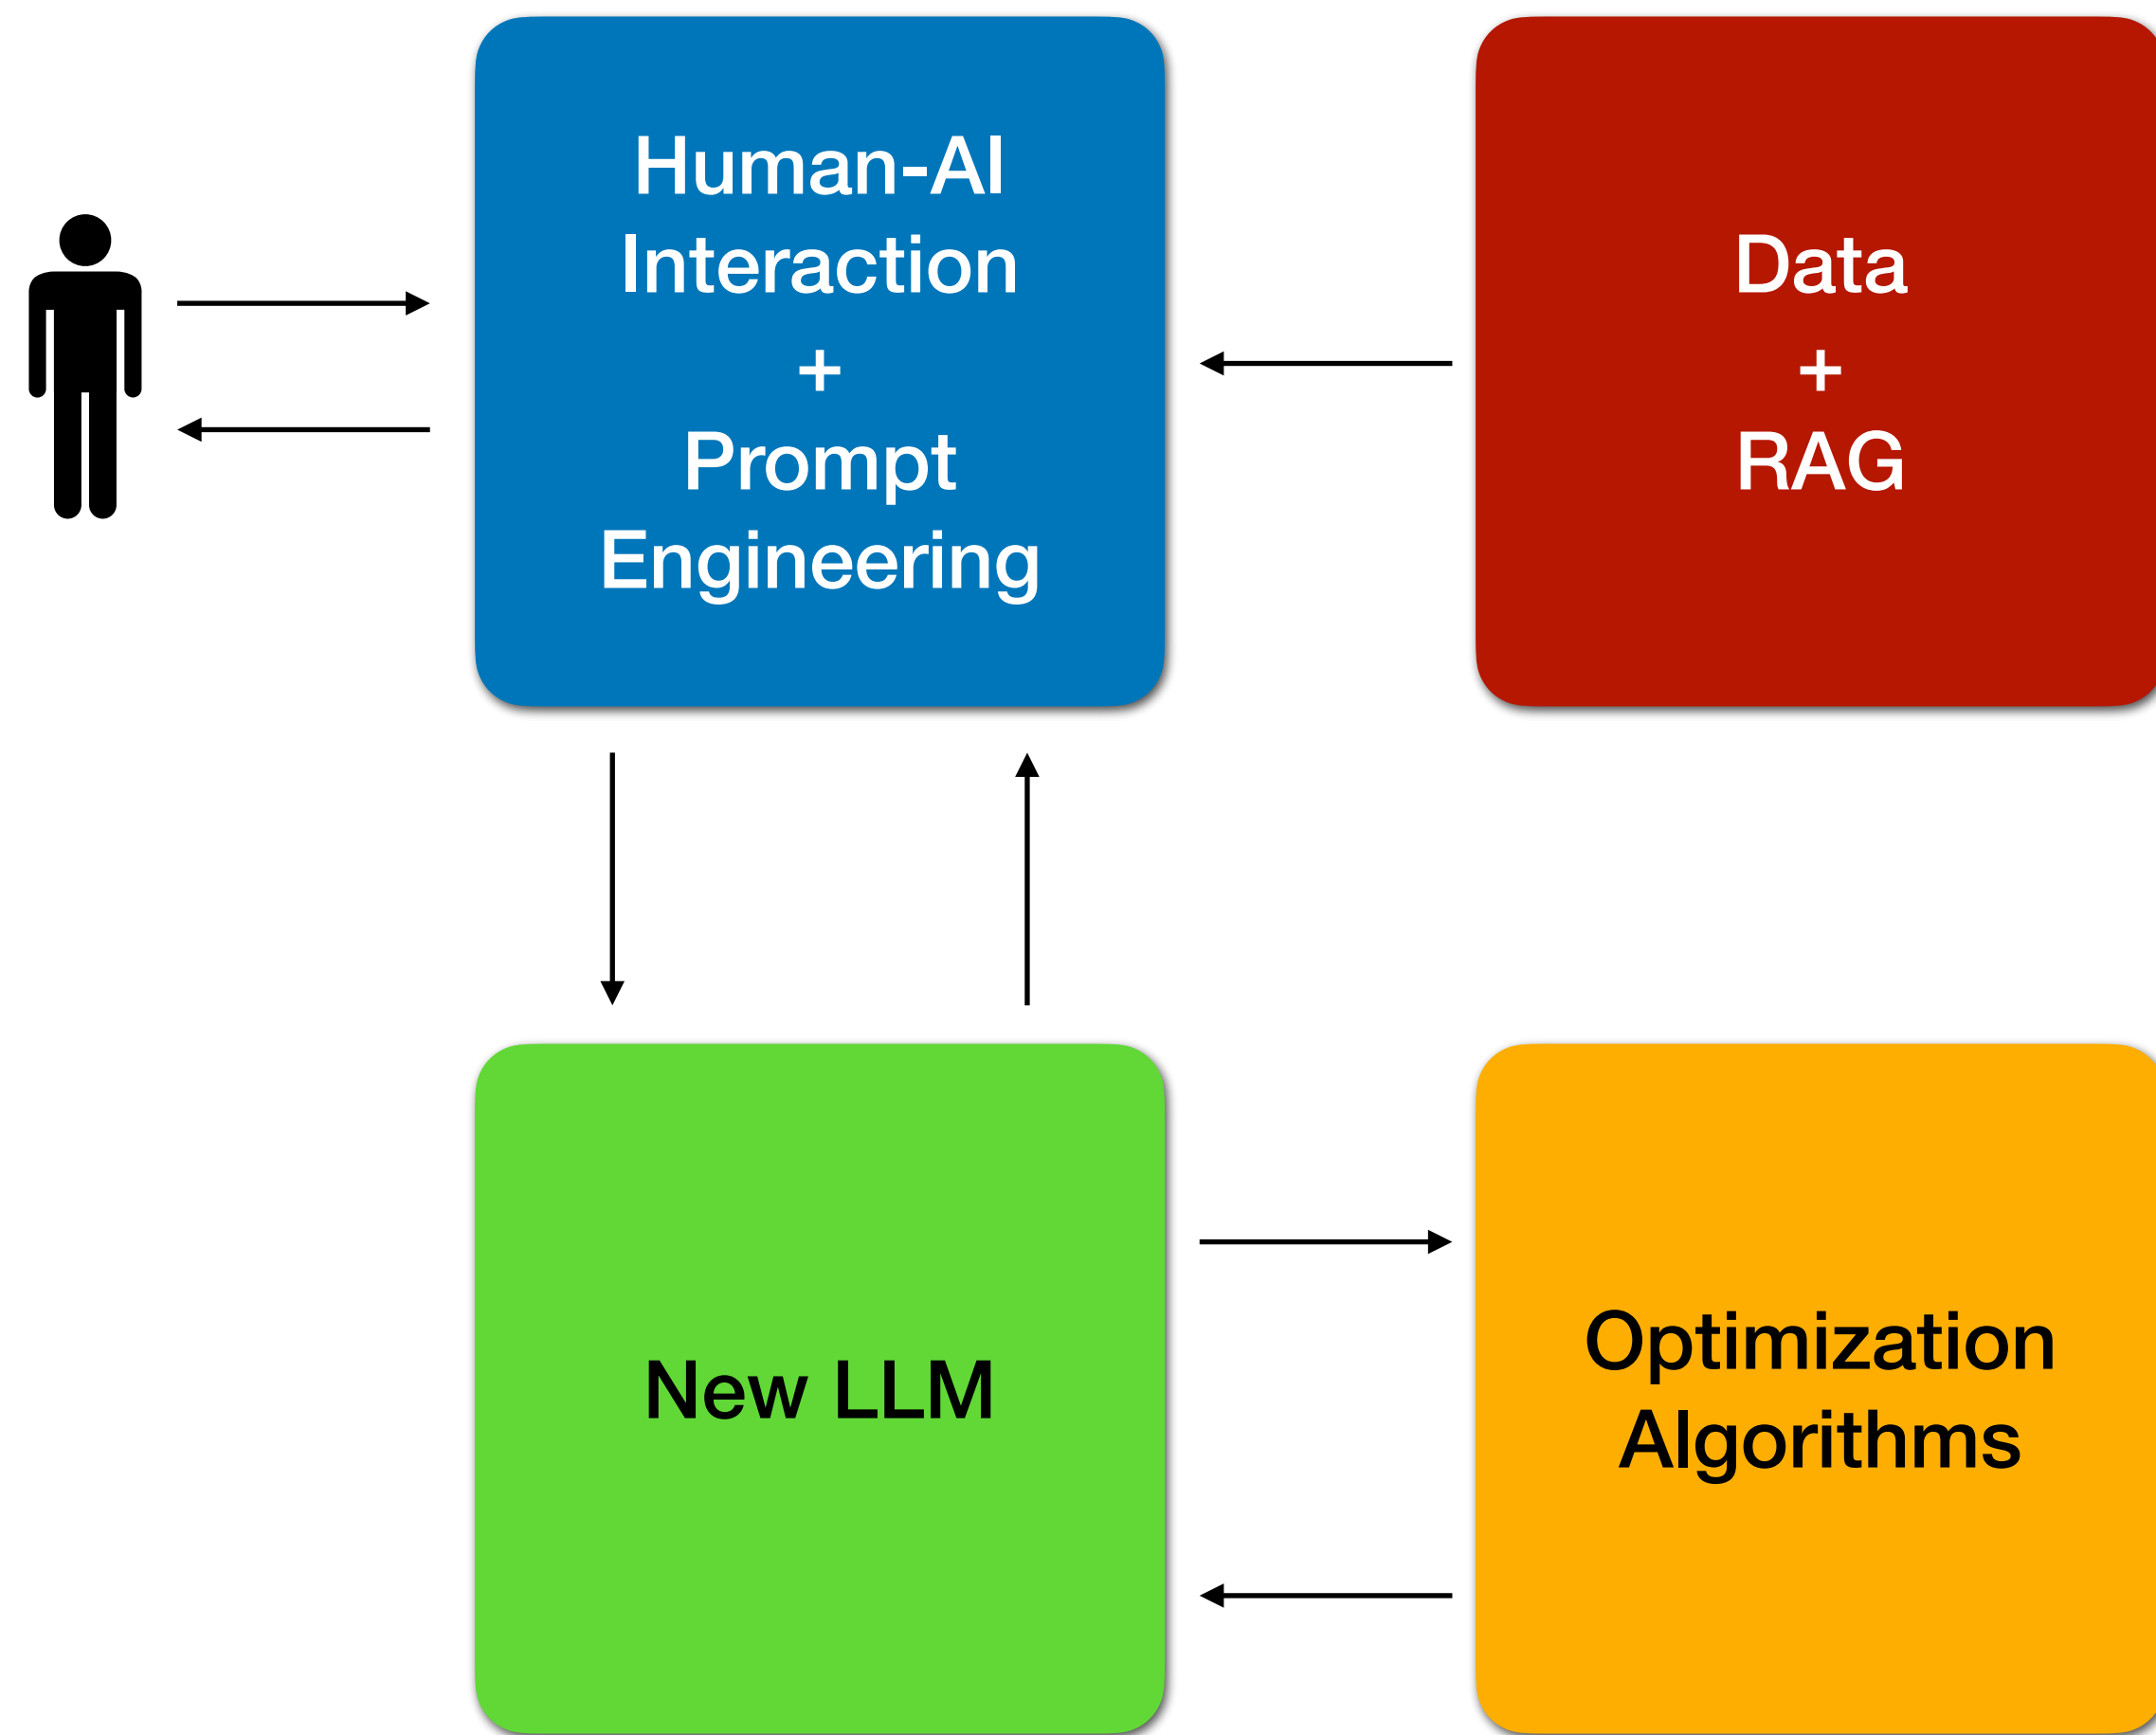 Human-AI
Interaction
+
Prompt
Engineering
Data
+
RAG
New LLM
Optimization
Algorithms